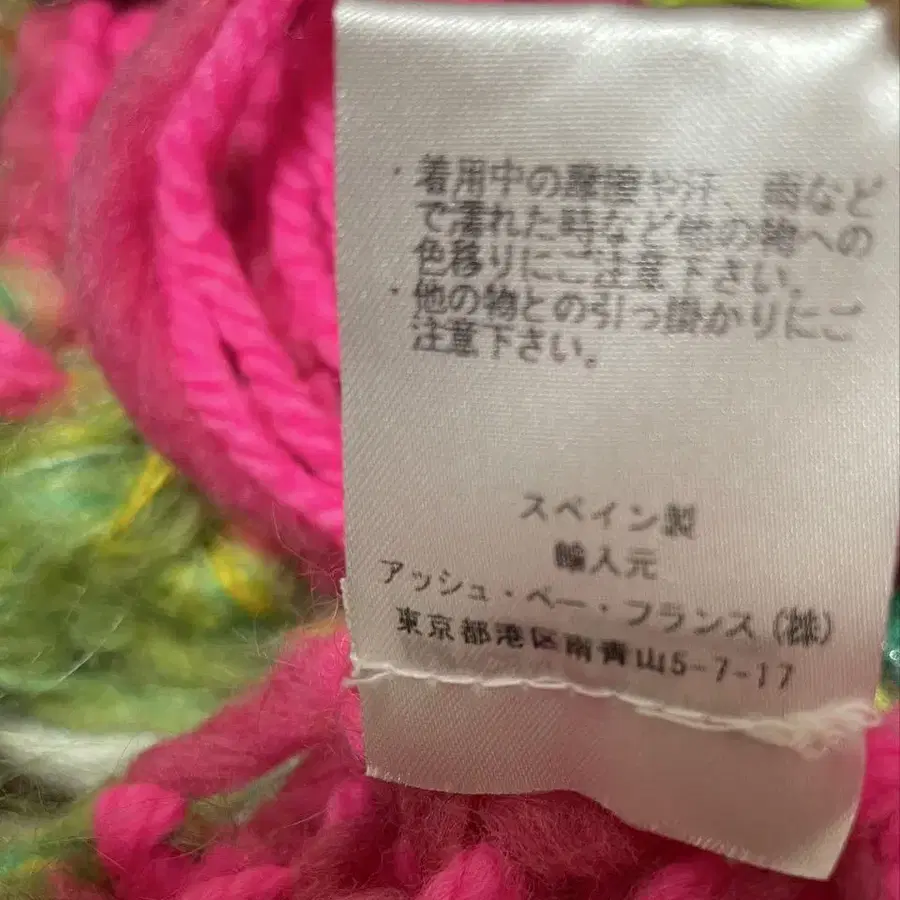 ・着用中の摩擦や汗、雨など
で濡れた時など他の物への
色移りにご注意下さい。
・他の物との引っ掛かりにご
注意下さい。
スペイン製
輸入元
アッシュ・ペー・フランス(株)
東京都港区南青山5-7-17